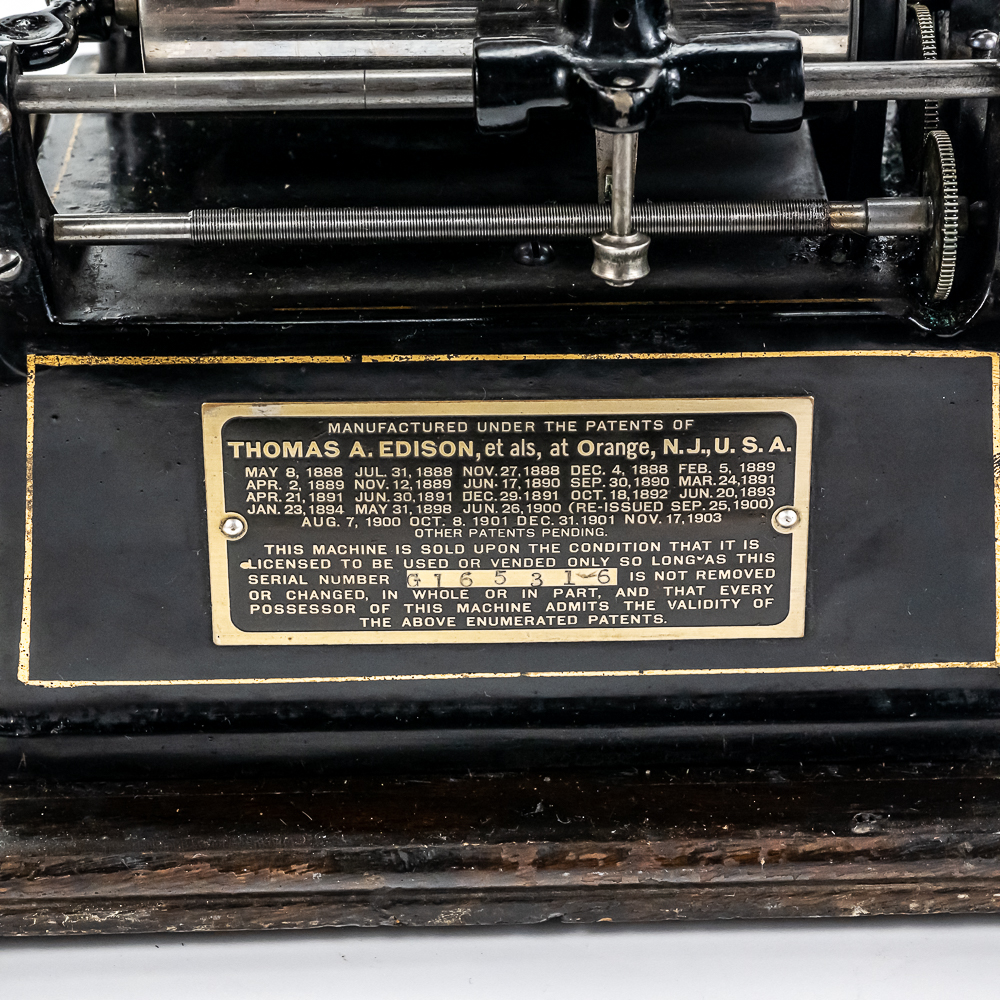 MANUFACTURED UNDER THE PATENTS OF
THOMAS A. EDISON, et als, at Orange, N.J., U.S.A.
MAY 8, 1888 JUL. 31, 1888 NOV. 27, 1888 DEC. 4, 1888 FEB. 5, 1889
APR. 2, 1889 NOV. 12, 1889 JUN. 17, 1890 SEP. 30, 1890 MAR. 24, 1891
APR. 21, 1891 JUN. 30, 1891 DEC. 29, 1891 OCT. 18, 1892 JUN. 20, 1893
JAN. 23, 1894 MAY 31, 1898 JUN. 26, 1900 (RE-ISSUED SEP. 25, 1900)
AUG. 7, 1900 OCT. 8, 1901 DEC. 31, 1901 NOV. 17, 1903
OTHER PATENTS PENDING.
THIS MACHINE IS SOLD UPON THE CONDITION THAT IT IS
LICENSED TO BE USED OR VENDED ONLY SO LONG AS THIS
SERIAL NUMBER G16531-6 IS NOT REMOVED
OR CHANGED, IN WHOLE OR IN PART, AND THAT EVERY
POSSESSOR OF THIS MACHINE ADMITS THE VALIDITY OF
THE ABOVE ENUMERATED PATENTS.